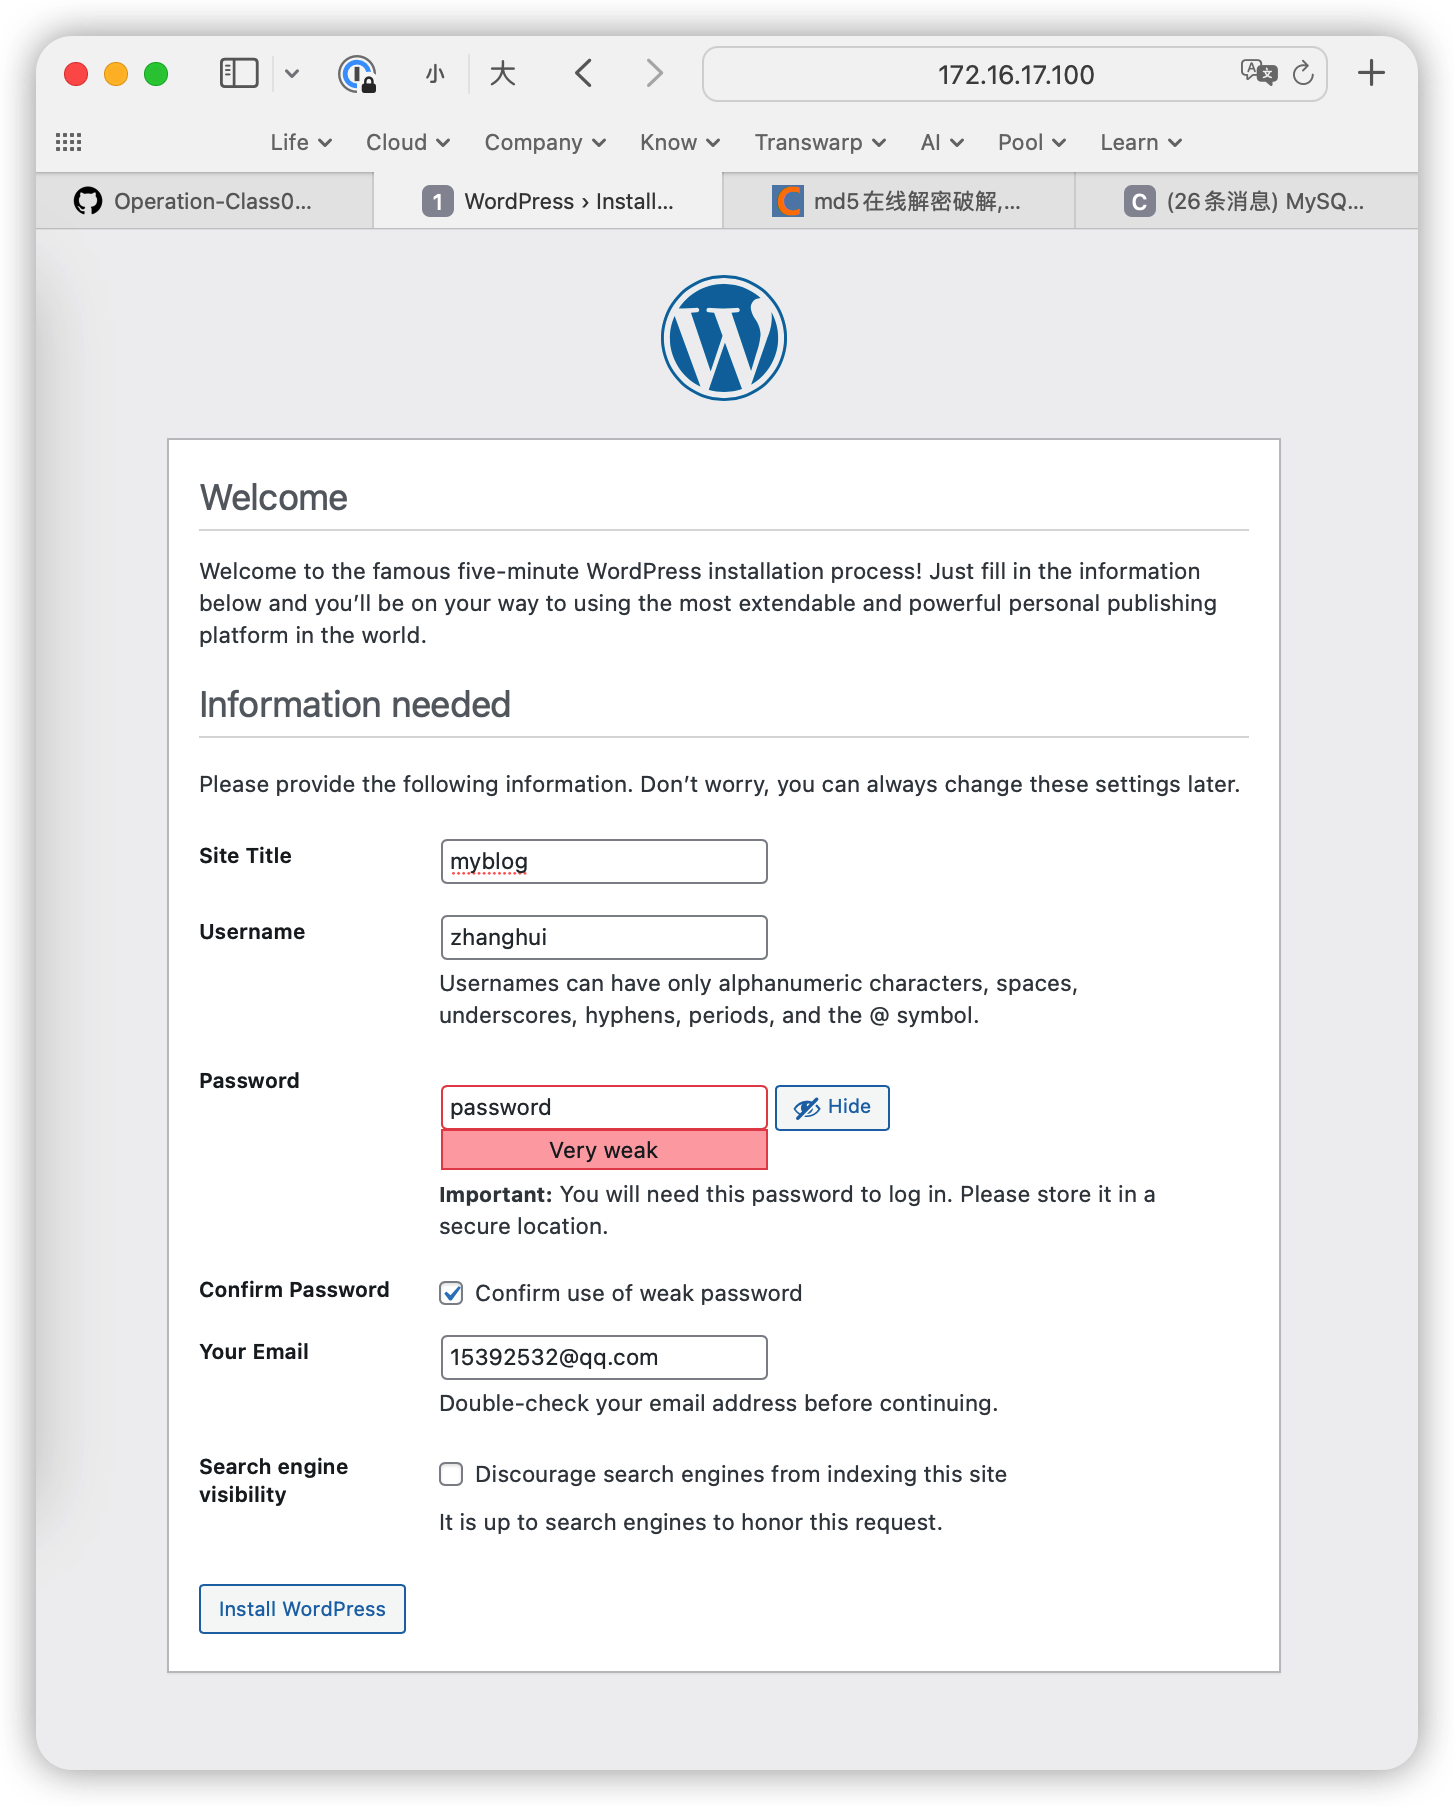 小 大 172.16.17.100
Life Cloud Company Know Transwarp AI Pool Learn
Operation-Class0... 1 WordPress › Install... C md5在线解密破解,... C (26条消息) MySQ...
Welcome
Welcome to the famous five-minute WordPress installation process! Just fill in the information
below and you’ll be on your way to using the most extendable and powerful personal publishing
platform in the world.
Information needed
Please provide the following information. Don’t worry, you can always change these settings later.
Site Title myblog
Username zhanghui
Usernames can have only alphanumeric characters, spaces,
underscores, hyphens, periods, and the @ symbol.
Password password Hide
Very weak
Important: You will need this password to log in. Please store it in a
secure location.
Confirm Password Confirm use of weak password
Your Email 15392532@qq.com
Double-check your email address before continuing.
Search engine
visibility
Discourage search engines from indexing this site
It is up to search engines to honor this request.
Install WordPress